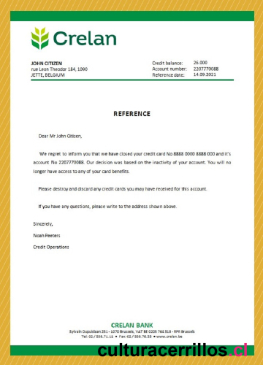 Crelan
JOHN CITIZEN
rue Leon Theodor 184, 1090
JETTE, BELGIUM
Credit balance: 26.000
Account number: 2207779088
Reference date: 14.09.2021
REFERENCE
Dear Mr John Citizen,
We regret to inform you that we have closed your credit card No 8888 0000 8888 000 and it's
account No 2207779088. Our decision was based on the inactivity of your account. You will no
longer have access to any of your card benefits.
Please destroy and discard any credit cards you may have received for this account.
If you have any questions, please write to the address shown above.
Sincerely,
Noah Peeters
Credit Operations
CRELAN BANK
culturacerrillos.cl